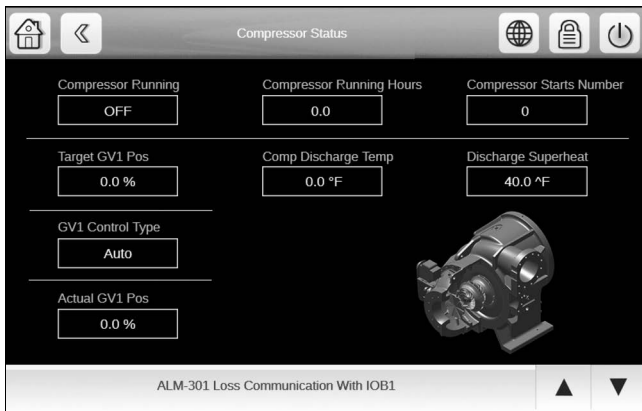 Compressor Status
Compressor Running
Compressor Running Hours
Compressor Starts Number
OFF
0.0
0
Target GV1 Pos
Comp Discharge Temp
Discharge Superheat
0.0 %
0.0 °F
40.0 ^F
GV1 Control Type
Auto
Actual GV1 Pos
0.0 %
ALM-301 Loss Communication With IOB1